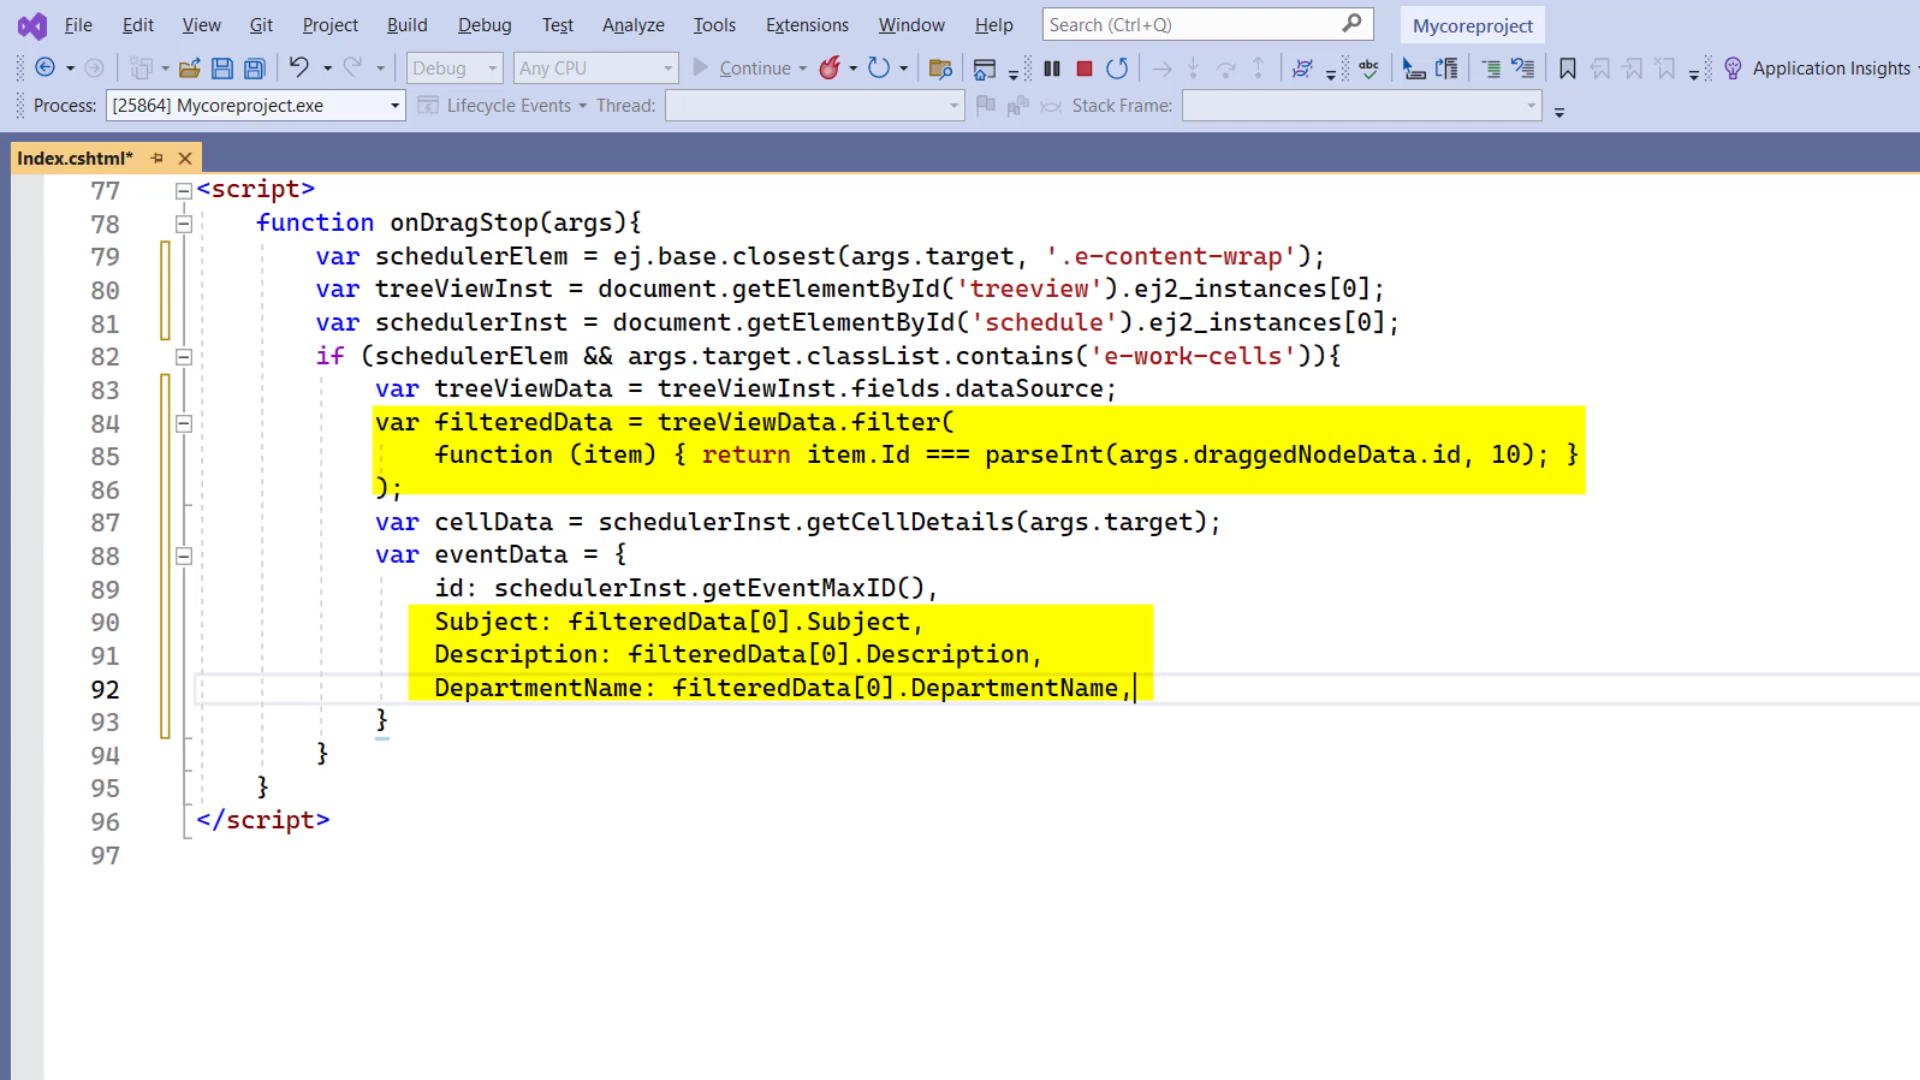 File Edit View Git Project Build Debug Test Analyze Tools Extensions Window Help Search (Ctrl+Q) Mycoreproject
Debug Any CPU Continue abc Application Insights
Process: [25864] Mycoreproject.exe Lifecycle Events Thread: Stack Frame:
Index.cshtml*
77 <script>
78 function onDragStop(args){
79 var schedulerElem = ej.base.closest(args.target, '.e-content-wrap');
80 var treeViewInst = document.getElementById('treeview').ej2_instances[0];
81 var schedulerInst = document.getElementById('schedule').ej2_instances[0];
82 if (schedulerElem && args.target.classList.contains('e-work-cells')){
83 var treeViewData = treeViewInst.fields.dataSource;
84 var filteredData = treeViewData.filter(
85 function (item) { return item.Id === parseInt(args.draggedNodeData.id, 10); }
86 );
87 var cellData = schedulerInst.getCellDetails(args.target);
88 var eventData = {
89 id: schedulerInst.getEventMaxID(),
90 Subject: filteredData[0].Subject,
91 Description: filteredData[0].Description,
92 DepartmentName: filteredData[0].DepartmentName,
93 }
94 }
95 }
96 </script>
97